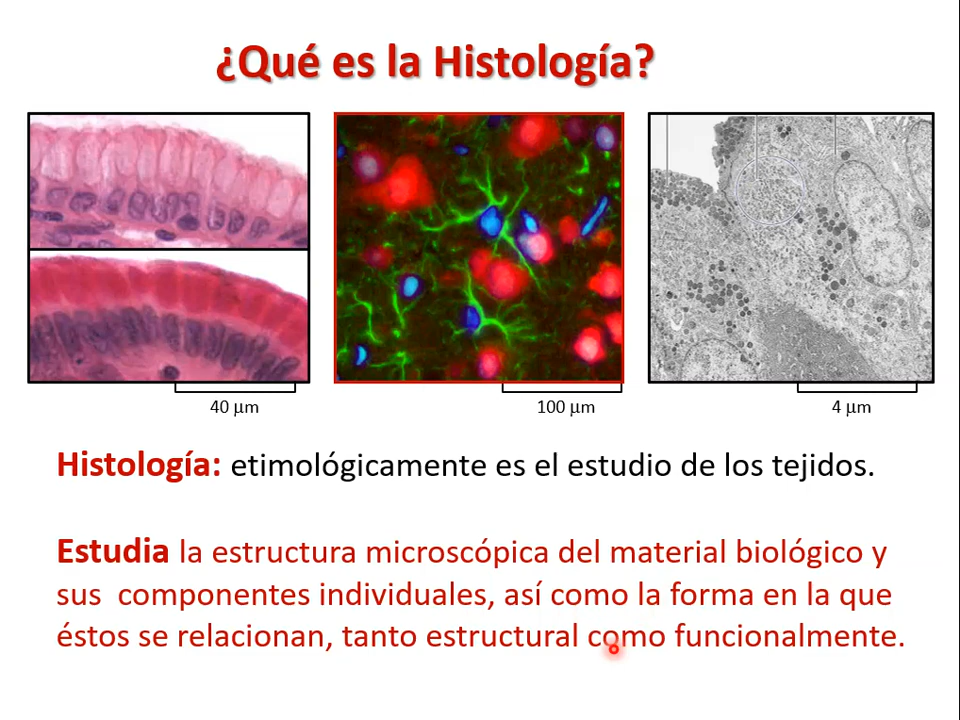 ¿Qué es la Histología?
40 µm
100 µm
4 µm
Histología: etimológicamente es el estudio de los tejidos.
Estudia la estructura microscópica del material biológico y
sus componentes individuales, así como la forma en la que
éstos se relacionan, tanto estructural como funcionalmente.